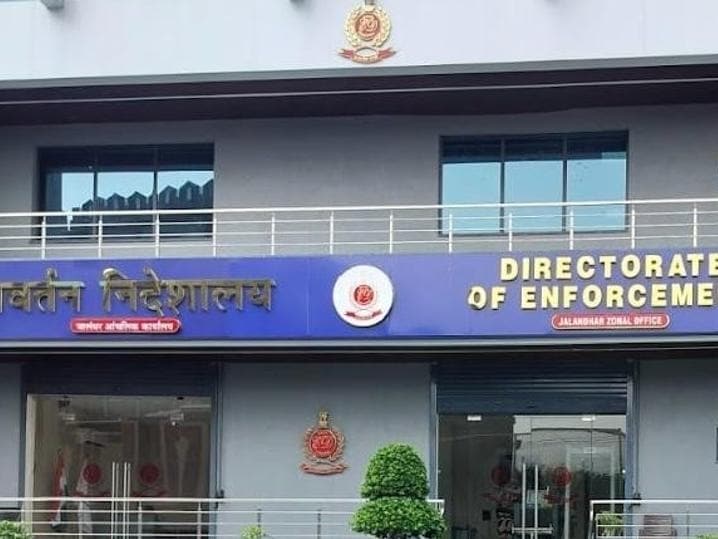 वर्तन निदेशालय
जालंधर आंचलिक कार्यालय
DIRECTORATE
OF ENFORCEME
JALANDHAR ZONAL OFFICE